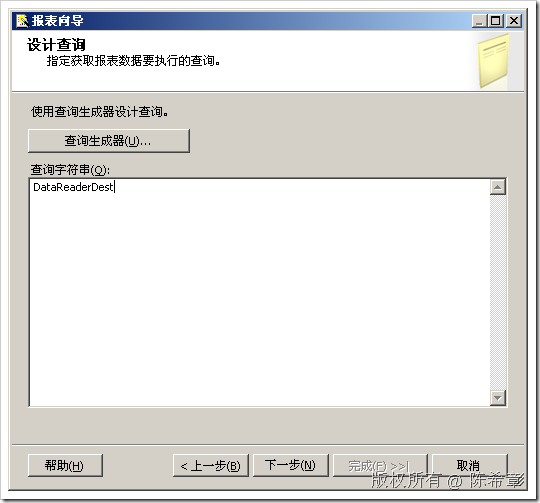 报表向导
设计查询
指定获取报表数据要执行的查询。
使用查询生成器设计查询。
查询生成器(U)...
查询字符串(Q):
DataReaderDest
帮助(H)
< 上一步(B)
下一步(N)
完成(F) >>|
取消
版权所有 @ 陈希章